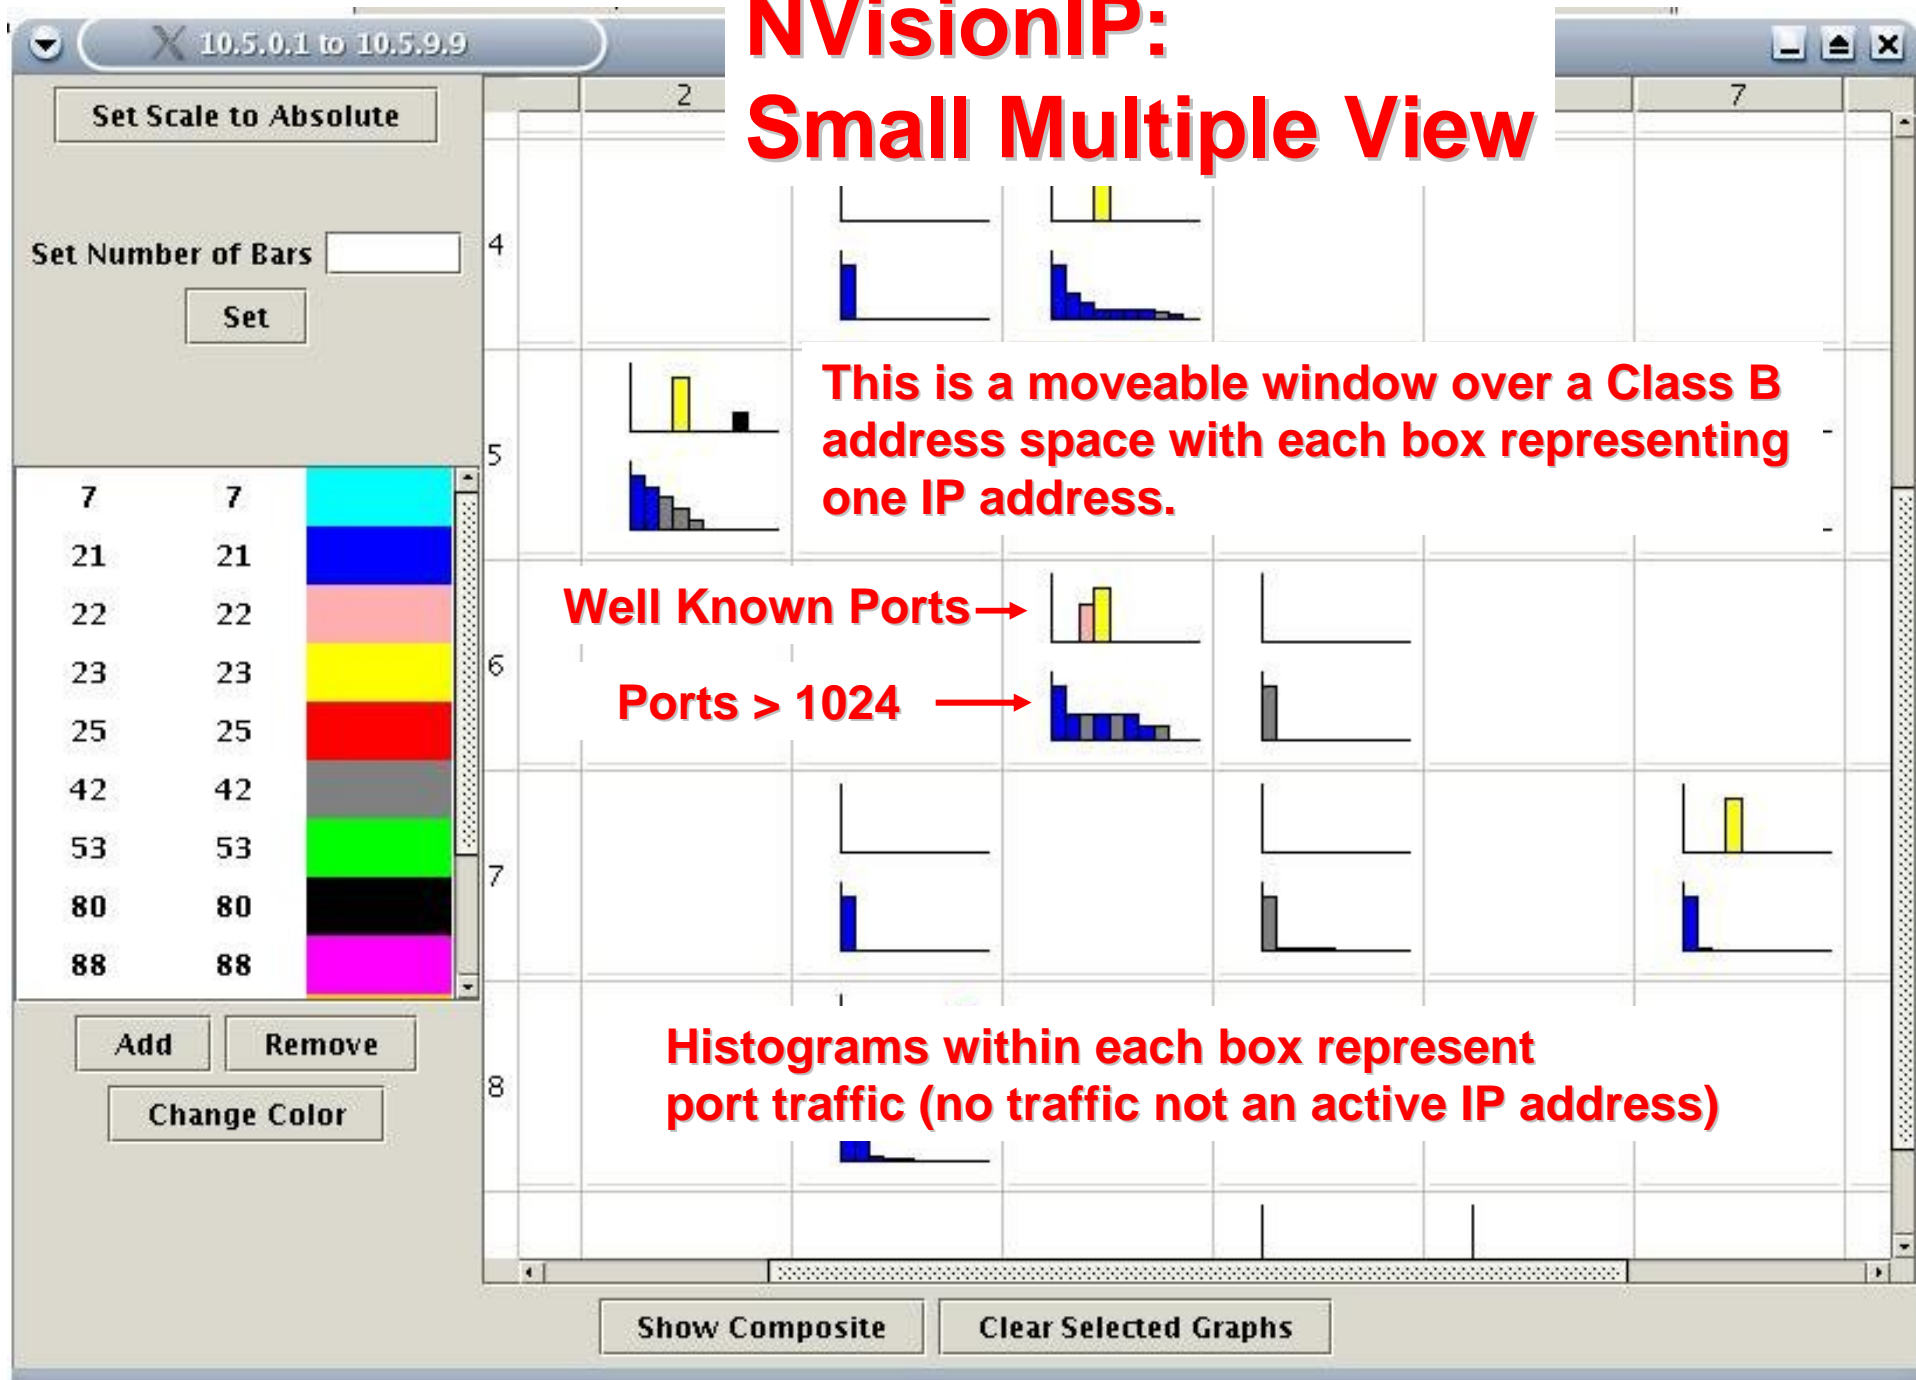 NVisionIP:
Small Multiple View
10.5.0.1 to 10.5.9.9
Set Scale to Absolute
Set Number of Bars
Set
7 7
21 21
22 22
23 23
25 25
42 42
53 53
80 80
88 88
Add Remove
Change Color
2 7
4
5
6
7
8
This is a moveable window over a Class B
address space with each box representing
one IP address.
Well Known Ports
Ports > 1024
Histograms within each box represent
port traffic (no traffic not an active IP address)
Show Composite Clear Selected Graphs